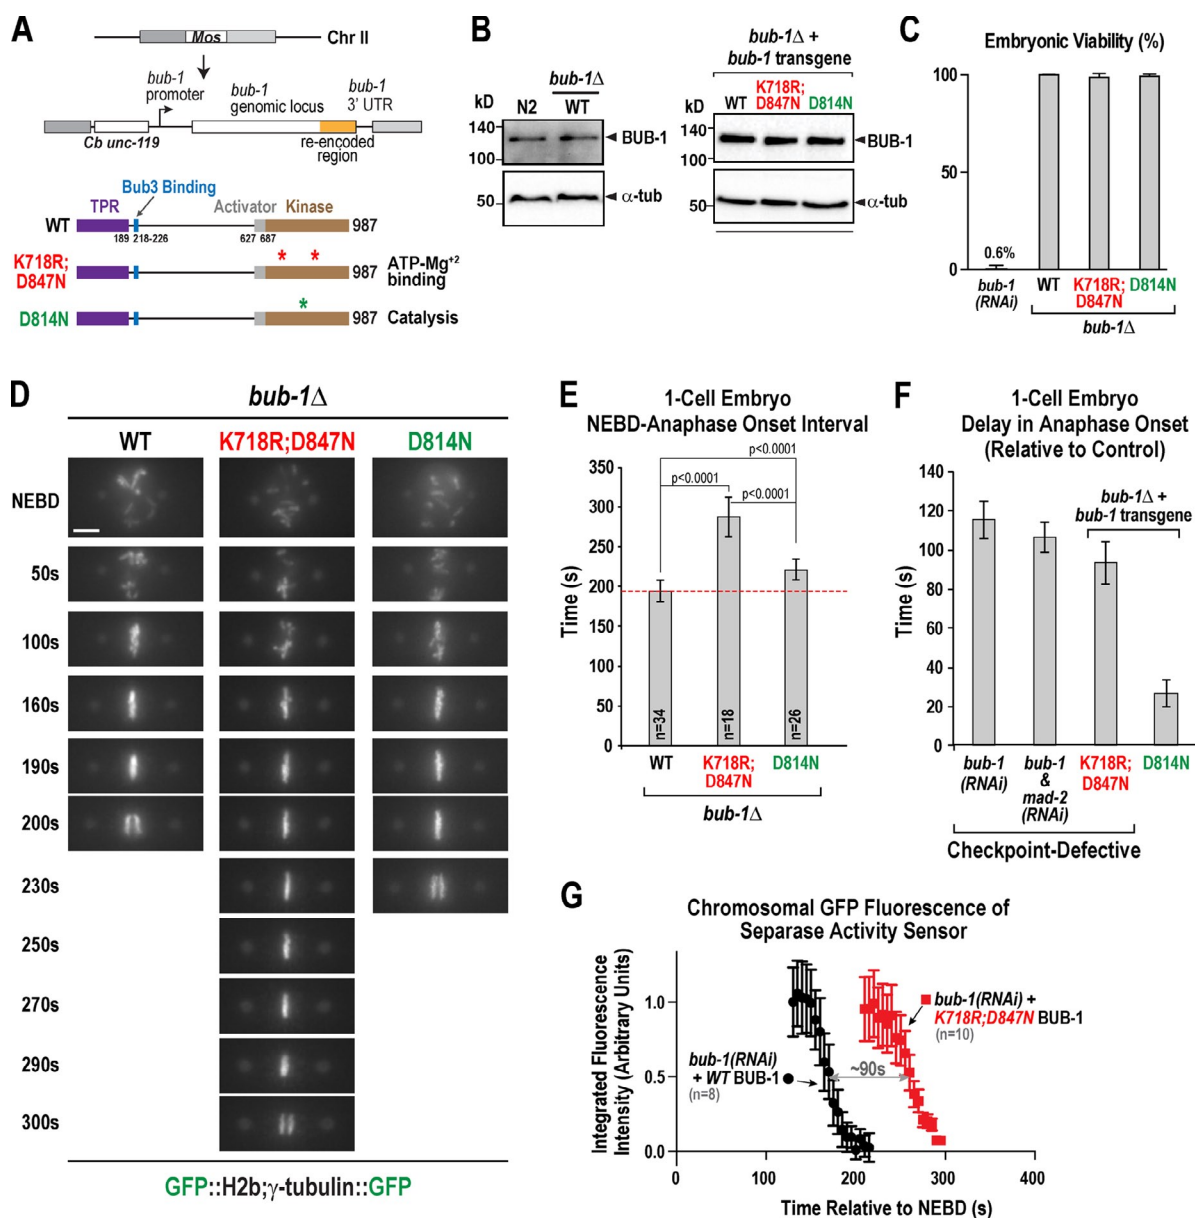 A
Mos
Chr II
bub-1
promoter
bub-1
genomic locus
bub-1
3' UTR
Cb unc-119
re-encoded
region
Bub3 Binding
TPR
Activator
Kinase
WT
987
189 218-226
627 687
K718R;
D847N
987
ATP-Mg+2
binding
D814N
987
Catalysis
* *
*
B
bub-1Δ
kD
N2
WT
140
100
BUB-1
50
α-tub
bub-1Δ +
bub-1 transgene
kD
WT
K718R;
D847N
D814N
140
100
BUB-1
50
α-tub
C
Embryonic Viability (%)
100
50
0
0.6%
bub-1
(RNAi)
WT
K718R;
D847N
D814N
bub-1Δ
D
bub-1Δ
WT
K718R;D847N
D814N
NEBD
50s
100s
160s
190s
200s
230s
250s
270s
290s
300s
GFP::H2b;γ-tubulin::GFP
E
1-Cell Embryo
NEBD-Anaphase Onset Interval
Time (s)
350
300
250
200
150
100
50
0
p<0.0001
p<0.0001
p<0.0001
n=34
n=18
n=26
WT
K718R;
D847N
D814N
bub-1Δ
F
1-Cell Embryo
Delay in Anaphase Onset
(Relative to Control)
Time (s)
140
120
100
80
60
40
20
0
bub-1Δ +
bub-1 transgene
bub-1
(RNAi)
bub-1
&
mad-2
(RNAi)
K718R;
D847N
D814N
Checkpoint-Defective
G
Chromosomal GFP Fluorescence of
Separase Activity Sensor
Integrated Fluorescence
Intensity (Arbitrary Units)
1.0
0.5
0.0
bub-1(RNAi)
+ WT BUB-1
(n=8)
~90s
bub-1(RNAi) +
K718R;D847N BUB-1
(n=10)
0
100
200
300
400
Time Relative to NEBD (s)